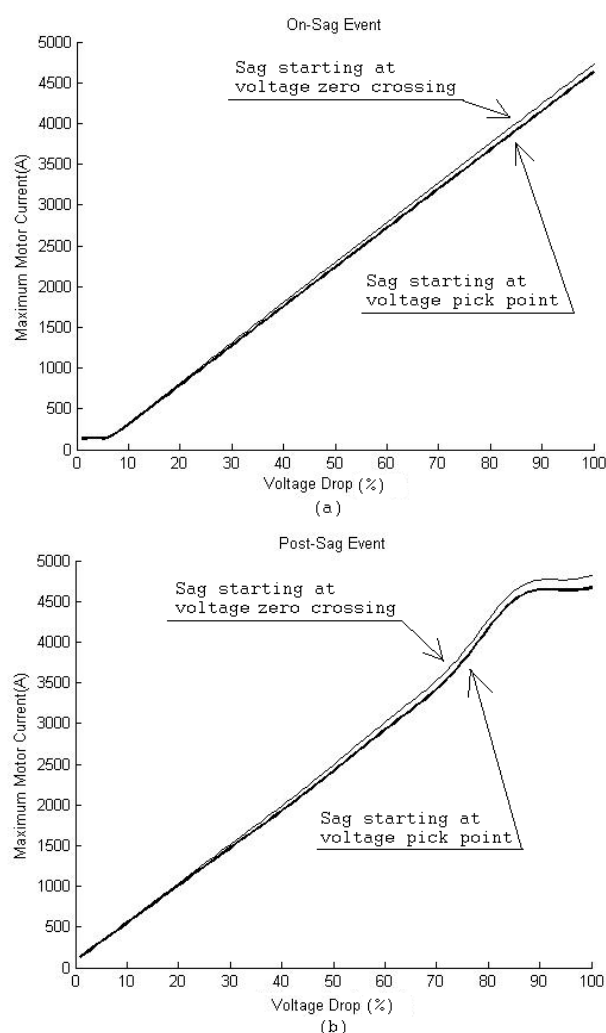 On-Sag Event
Maximum Motor Current(A)
5000
4500
4000
3500
3000
2500
2000
1500
1000
500
0
Sag starting at
voltage zero crossing
Sag starting at
voltage pick point
0 10 20 30 40 50 60 70 80 90 100
Voltage Drop (%)
(a)
Post-Sag Event
Maximum Motor Current(A)
5000
4500
4000
3500
3000
2500
2000
1500
1000
500
0
Sag starting at
voltage zero crossing
Sag starting at
voltage pick point
0 10 20 30 40 50 60 70 80 90 100
Voltage Drop (%)
(b)